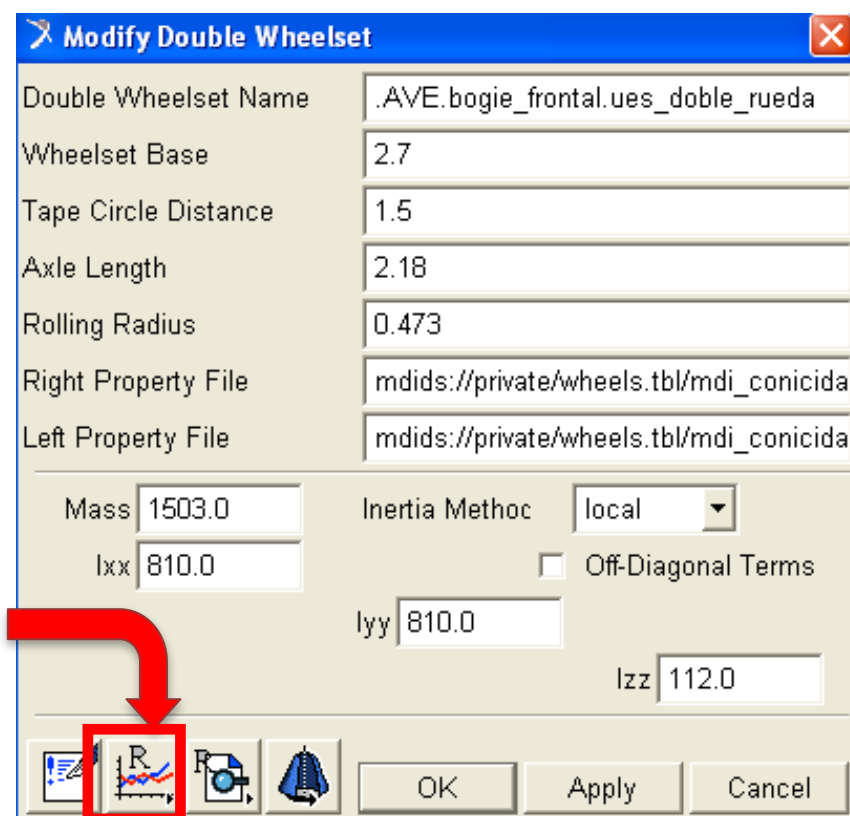 Modify Double Wheelset
Double Wheelset Name .AVE.bogie_frontal.ues_doble_rueda
Wheelset Base 2.7
Tape Circle Distance 1.5
Axle Length 2.18
Rolling Radius 0.473
Right Property File mdids://private/wheels.tbl/mdi_conicida
Left Property File mdids://private/wheels.tbl/mdi_conicida
Mass 1503.0 Inertia Methoc local
Ixx 810.0 Off-Diagonal Terms
Iyy 810.0
Izz 112.0
R R OK Apply Cancel